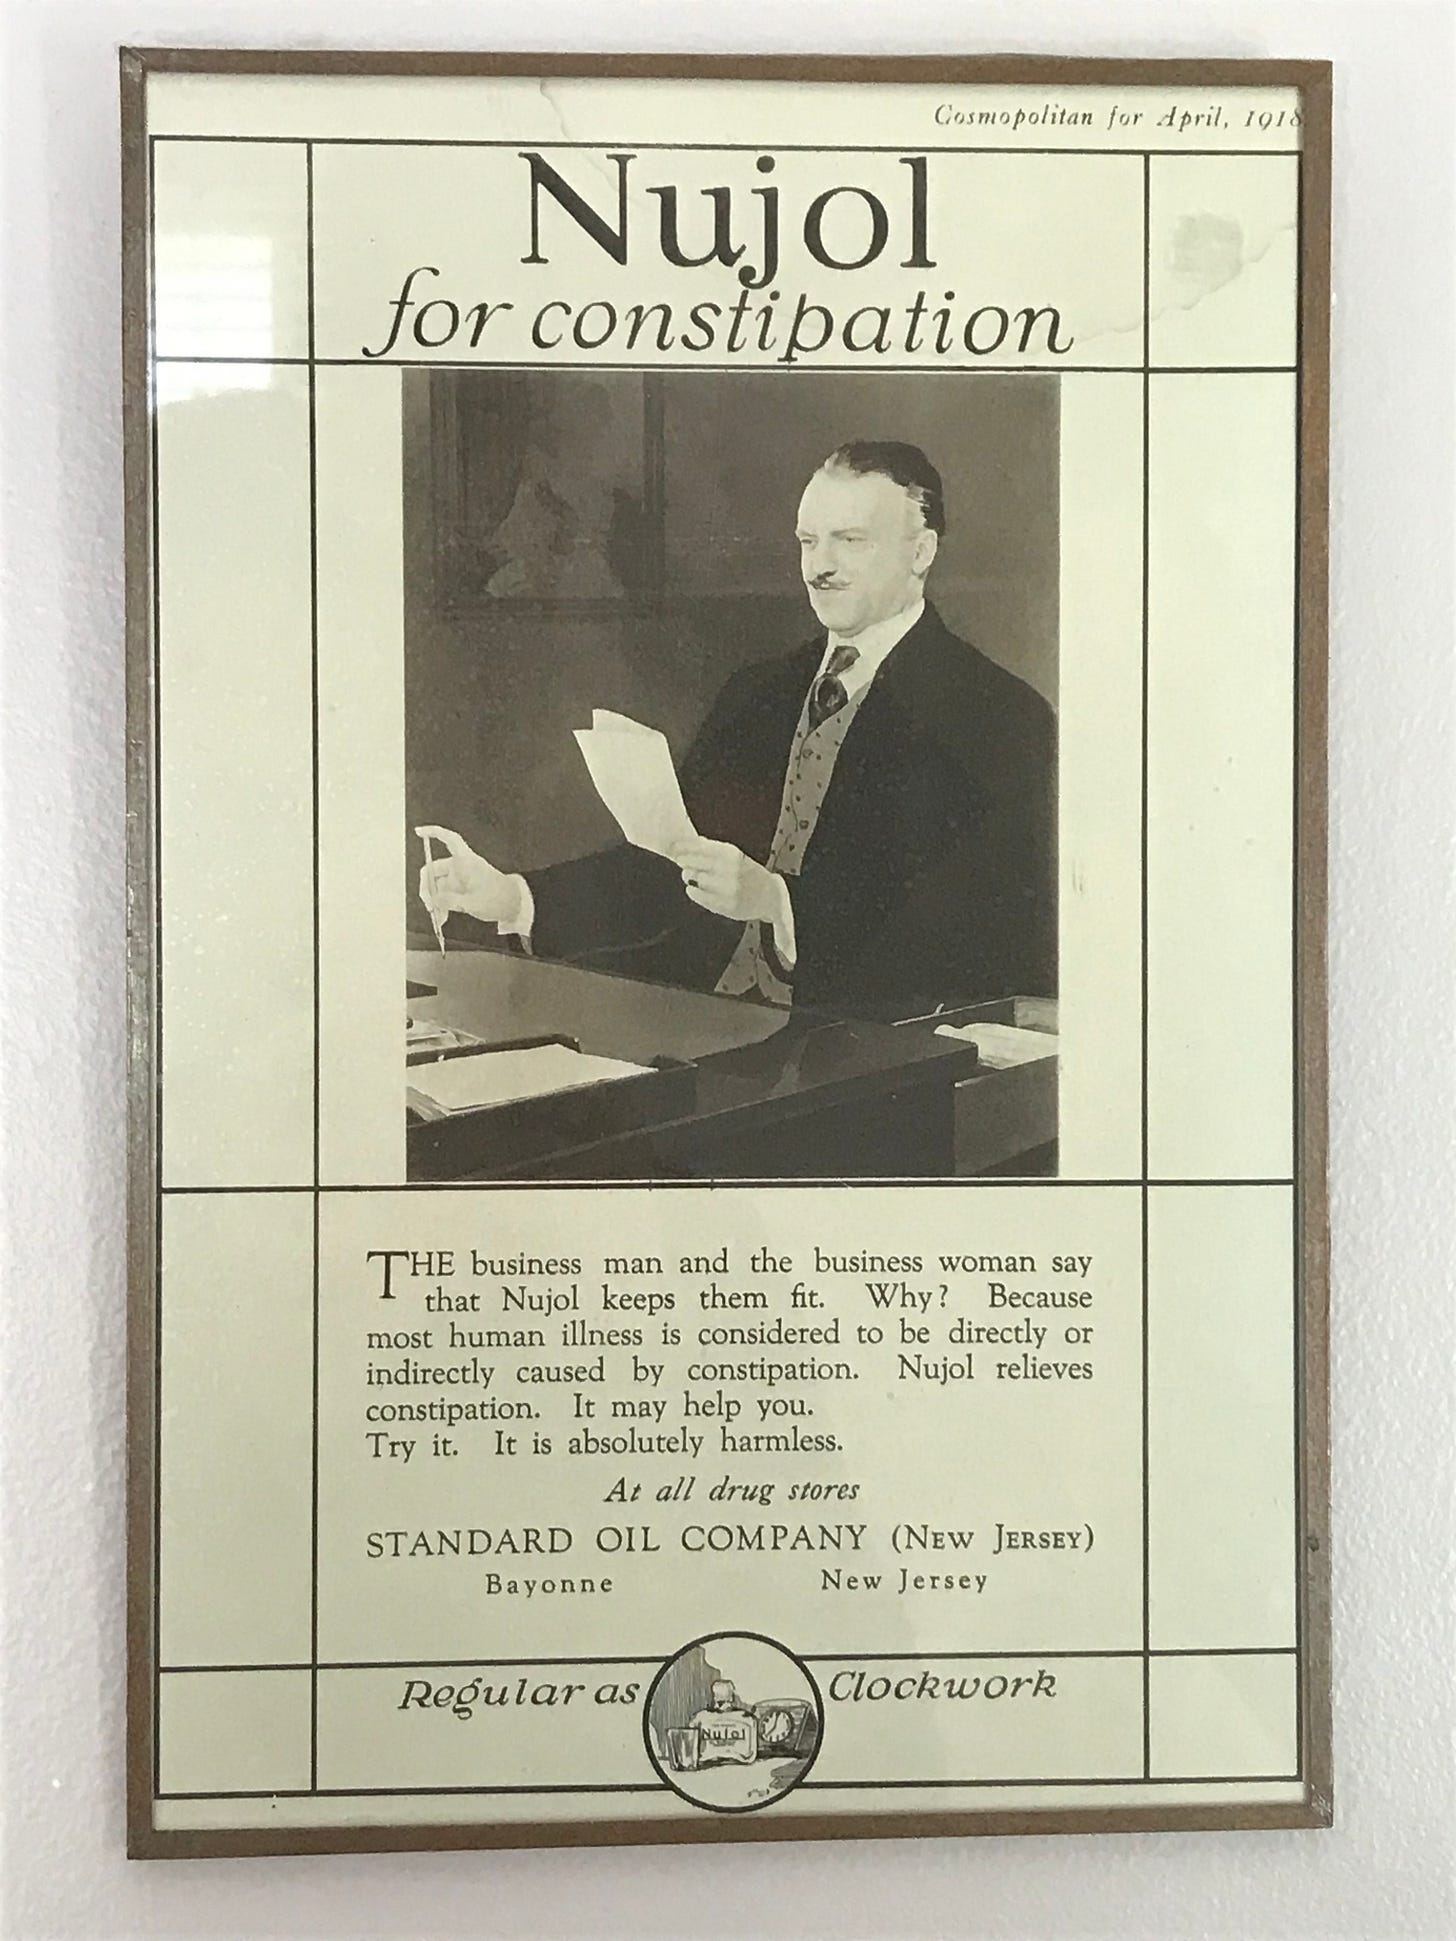 Cosmopolitan for April, 1918
Nujol
for constipation
THE business man and the business woman say
that Nujol keeps them fit. Why? Because
most human illness is considered to be directly or
indirectly caused by constipation. Nujol relieves
constipation. It may help you.
Try it. It is absolutely harmless.
At all drug stores
STANDARD OIL COMPANY (NEW JERSEY)
Bayonne New Jersey
Regular as Clockwork
Nujol